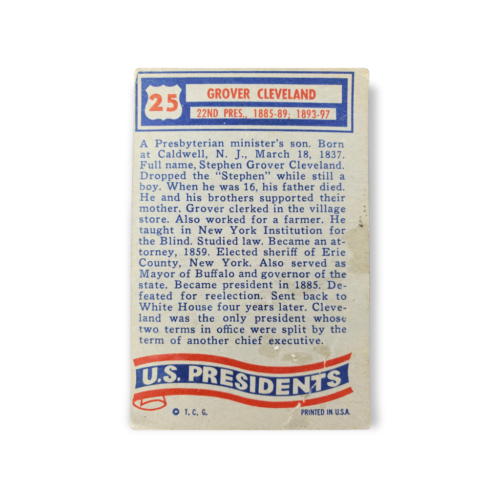 25
GROVER CLEVELAND
22ND PRES., 1885-89; 1893-97
A Presbyterian minister's son. Born
at Caldwell, N. J., March 18, 1837.
Full name, Stephen Grover Cleveland.
Dropped the "Stephen" while still a
boy. When he was 16, his father died.
He and his brothers supported their
mother. Grover clerked in the village
store. Also worked for a farmer. He
taught in New York Institution for
the Blind. Studied law. Became an at-
torney, 1859. Elected sheriff of Erie
County, New York. Also served as
Mayor of Buffalo and governor of the
state. Became president in 1885. De-
feated for reelection. Sent back to
White House four years later. Cleve-
land was the only president whose
two terms in office were split by the
term of another chief executive.
U.S. PRESIDENTS
© T. C. G.
PRINTED IN U.S.A.